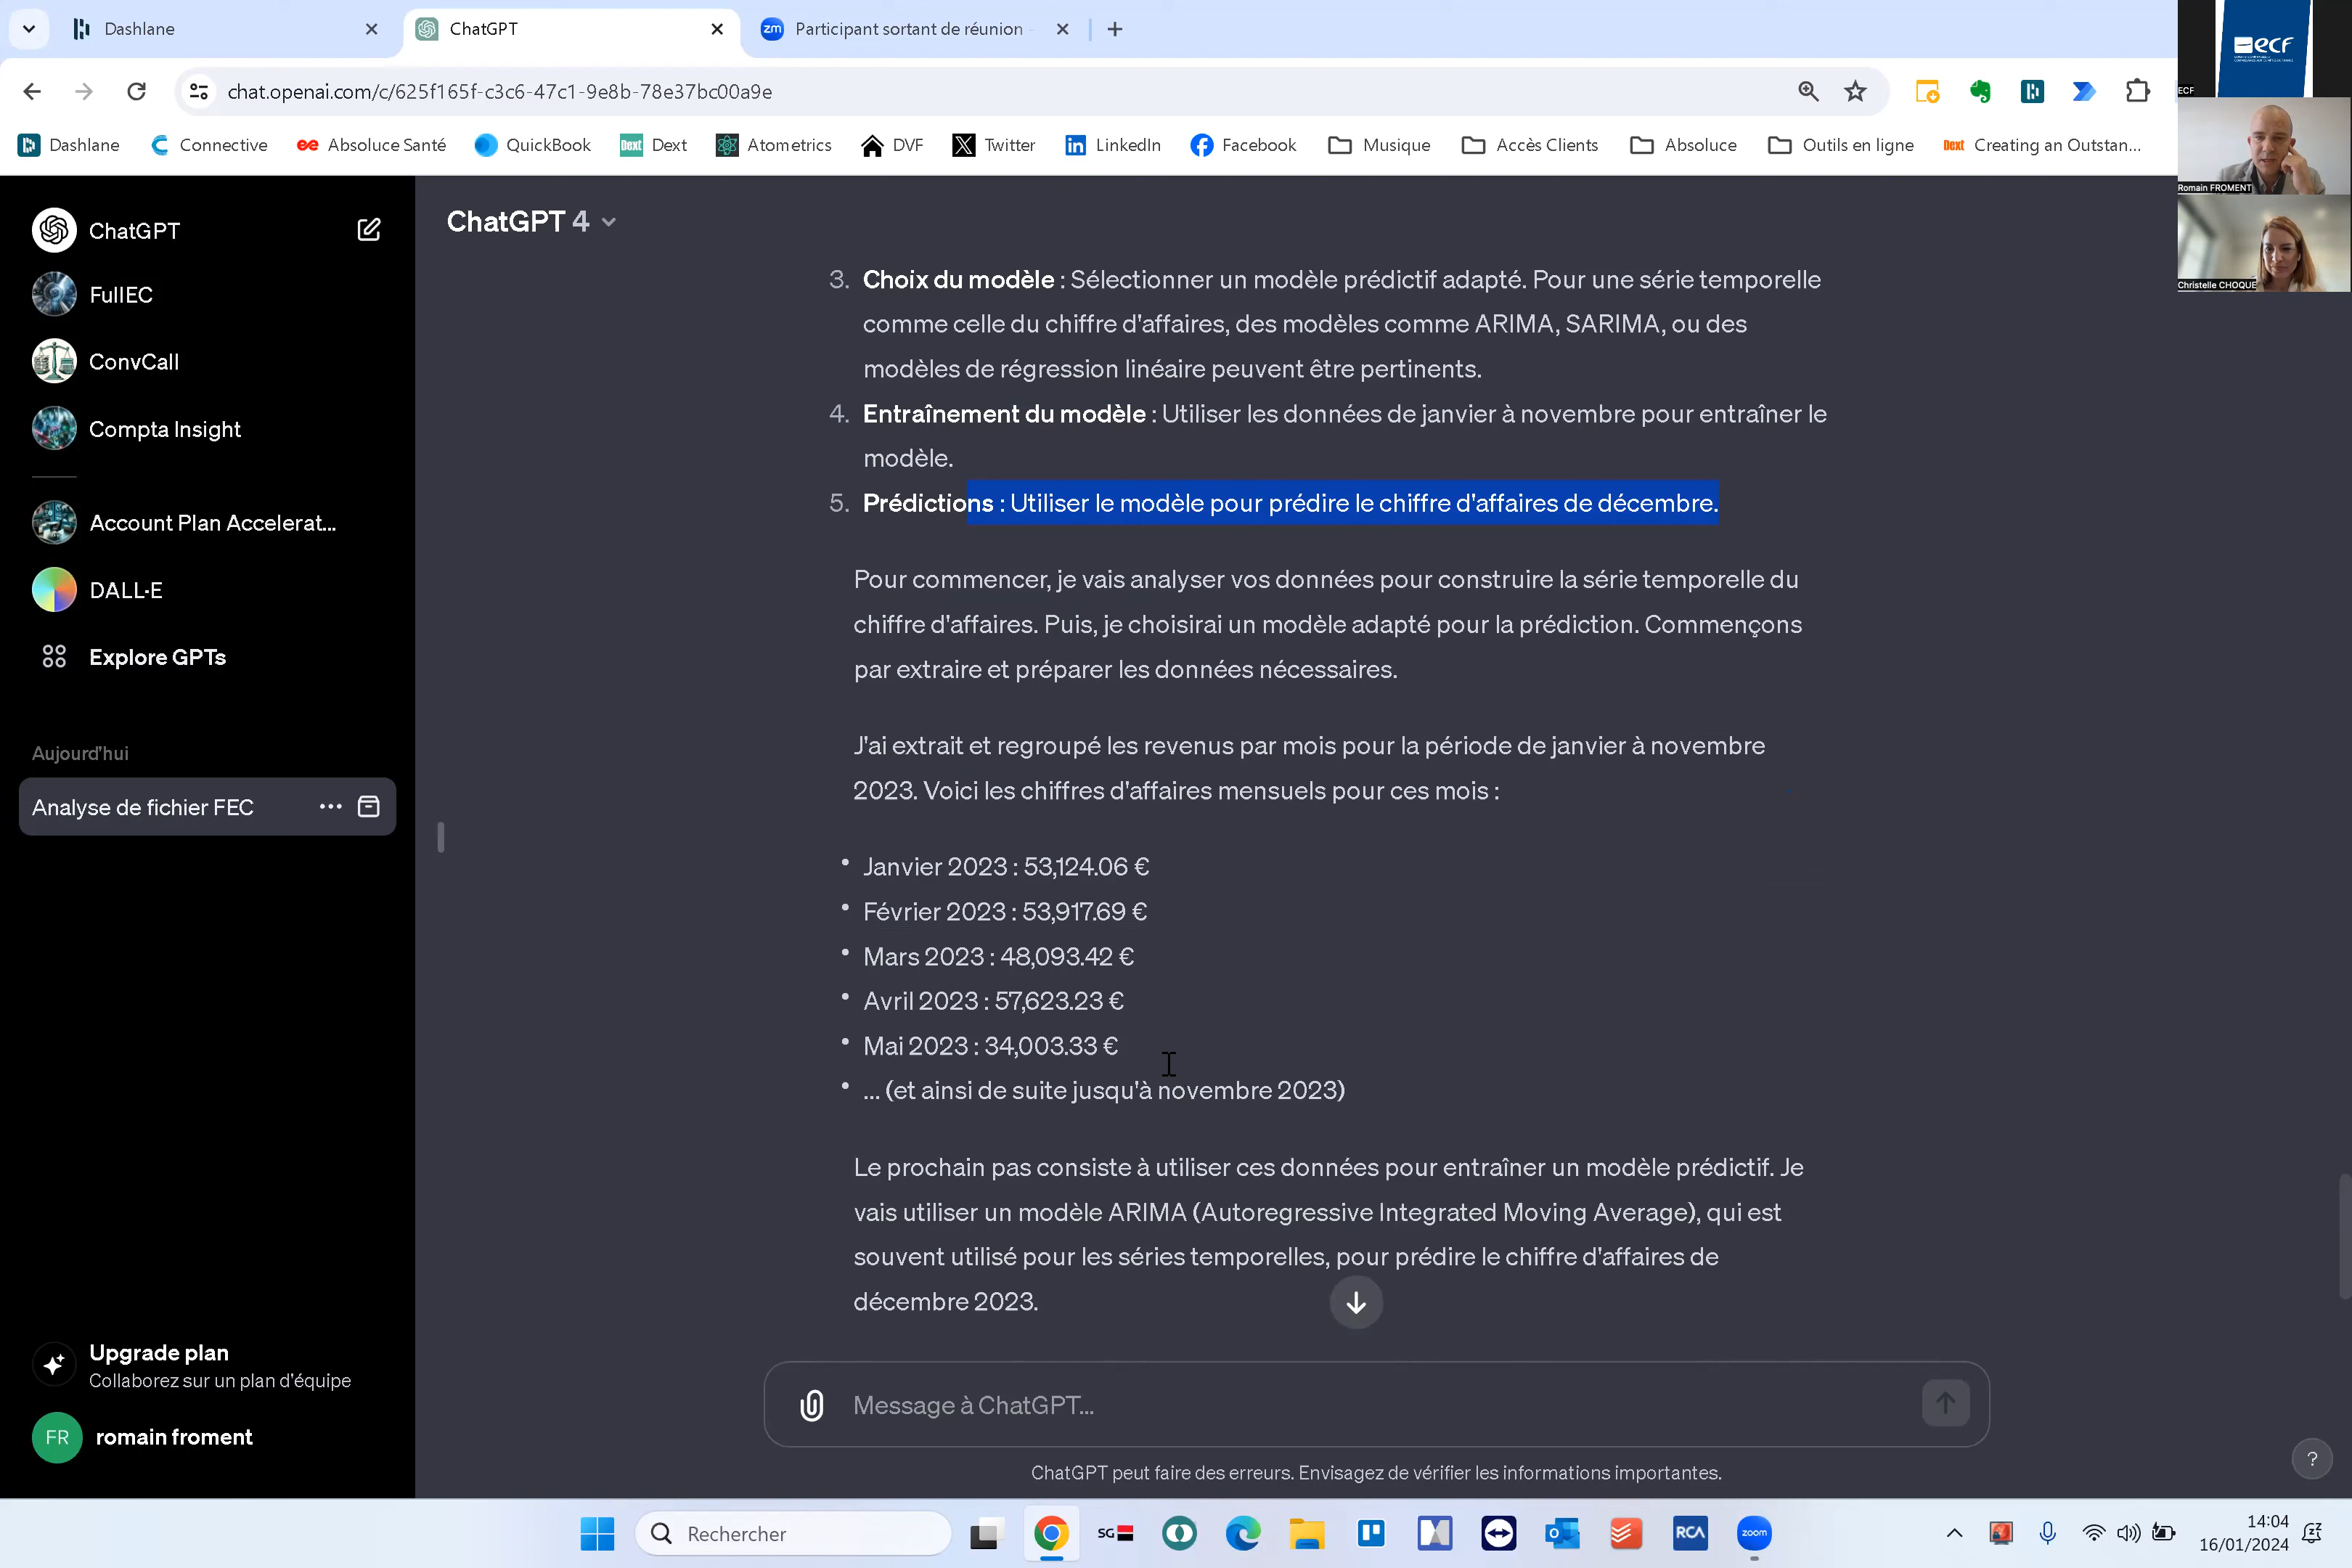 Dashlane
ChatGPT
zm Participant sortant de réunion -
chat.openai.com/c/625f165f-c3c6-47c1-9e8b-78e37bc00a9e
Dashlane
Connective
Absoluce Santé
QuickBook
Dext Dext
Atometrics
DVF
Twitter
LinkedIn
Facebook
Musique
Accès Clients
Absoluce
Outils en ligne
Dext Creating an Outstan...
ecf
ECF
Romain FROMENT
Christelle CHOQUE
ChatGPT
FullEC
ConvCall
Compta Insight
Account Plan Accelerat...
DALL·E
Explore GPTs
Aujourd'hui
Analyse de fichier FEC
Upgrade plan
Collaborez sur un plan d'équipe
FR romain froment
ChatGPT 4
3. Choix du modèle : Sélectionner un modèle prédictif adapté. Pour une série temporelle
comme celle du chiffre d'affaires, des modèles comme ARIMA, SARIMA, ou des
modèles de régression linéaire peuvent être pertinents.
4. Entraînement du modèle : Utiliser les données de janvier à novembre pour entraîner le
modèle.
5. Prédictions : Utiliser le modèle pour prédire le chiffre d'affaires de décembre.
Pour commencer, je vais analyser vos données pour construire la série temporelle du
chiffre d'affaires. Puis, je choisirai un modèle adapté pour la prédiction. Commençons
par extraire et préparer les données nécessaires.
J'ai extrait et regroupé les revenus par mois pour la période de janvier à novembre
2023. Voici les chiffres d'affaires mensuels pour ces mois :
• Janvier 2023 : 53,124.06 €
• Février 2023 : 53,917.69 €
• Mars 2023 : 48,093.42 €
• Avril 2023 : 57,623.23 €
• Mai 2023 : 34,003.33 €
• ... (et ainsi de suite jusqu'à novembre 2023)
Le prochain pas consiste à utiliser ces données pour entraîner un modèle prédictif. Je
vais utiliser un modèle ARIMA (Autoregressive Integrated Moving Average), qui est
souvent utilisé pour les séries temporelles, pour prédire le chiffre d'affaires de
décembre 2023.
Message à ChatGPT...
ChatGPT peut faire des erreurs. Envisagez de vérifier les informations importantes.
?
Rechercher
SG
RCA
zoom
14:04
16/01/2024